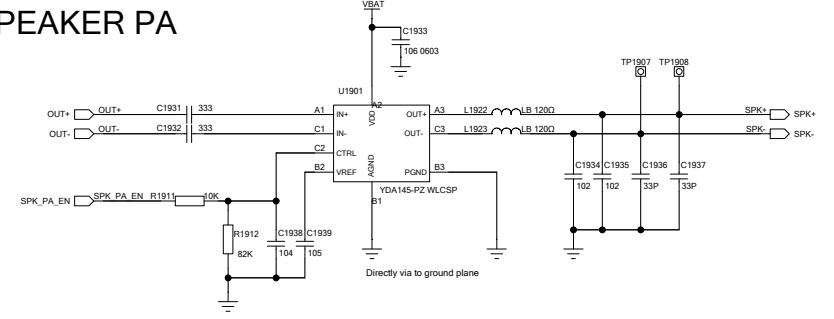 PEAKER PA
VBAT
C1933
106 0603
U1901
TP1907 TP1908
OUT+ OUT+ C1931 333 A1 IN+ VDD A2 OUT+ A3 L1922 LB 120Ω SPK+ SPK+
OUT- OUT- C1932 333 C1 IN- OUT- C3 L1923 LB 120Ω SPK- SPK-
C2 CTRL
B2 VREF AGND PGND B3
C1934 C1935 C1936 C1937
102 102 33P 33P
YDA145-PZ WLCSP
B1
SPK_PA_EN SPK_PA_EN R1911 10K
R1912 C1938 C1939
82K 104 105
Directly via to ground plane